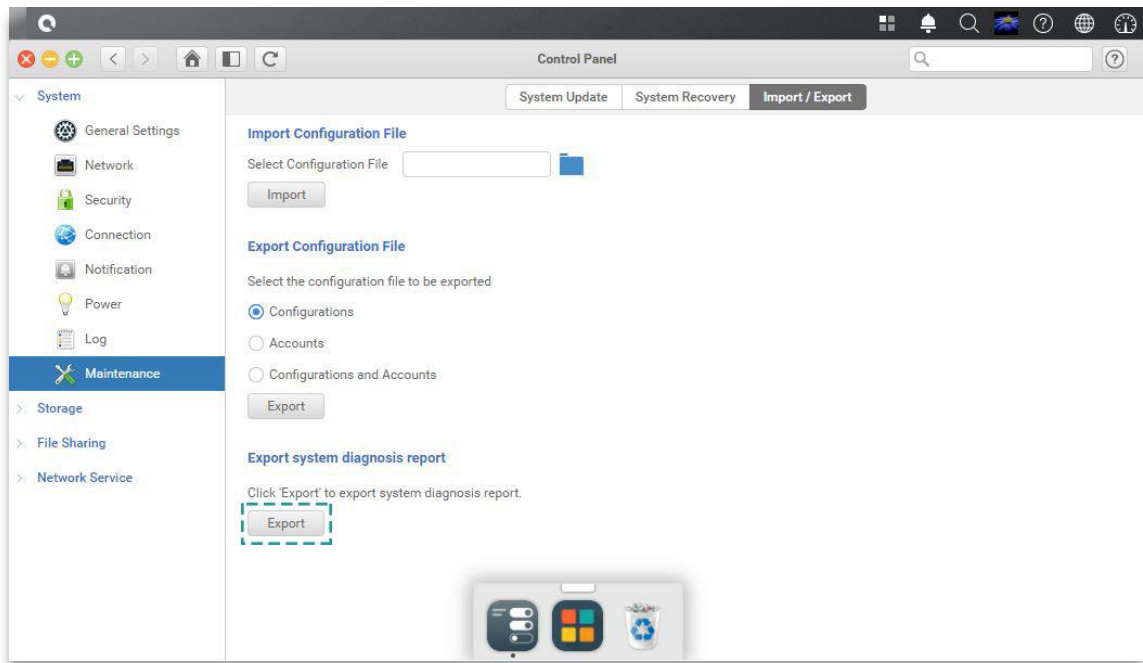 Control Panel
System
System Update
System Recovery
Import / Export
General Settings
Network
Security
Connection
Notification
Power
Log
Maintenance
Storage
File Sharing
Network Service
Import Configuration File
Select Configuration File
Import
Export Configuration File
Select the configuration file to be exported
Configurations
Accounts
Configurations and Accounts
Export
Export system diagnosis report
Click 'Export' to export system diagnosis report.
Export